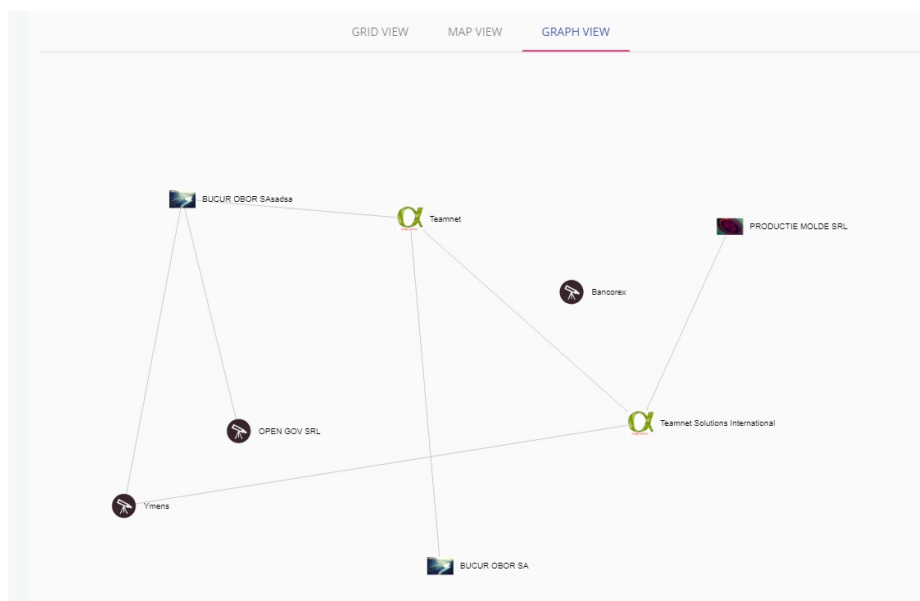 GRID VIEW MAP VIEW GRAPH VIEW
BUCUR OBOR SAsadsa
Teamnet
PRODUCTIE MOLDE SRL
Bancorex
Teamnet Solutions International
OPEN GOV SRL
Ymens
BUCUR OBOR SA